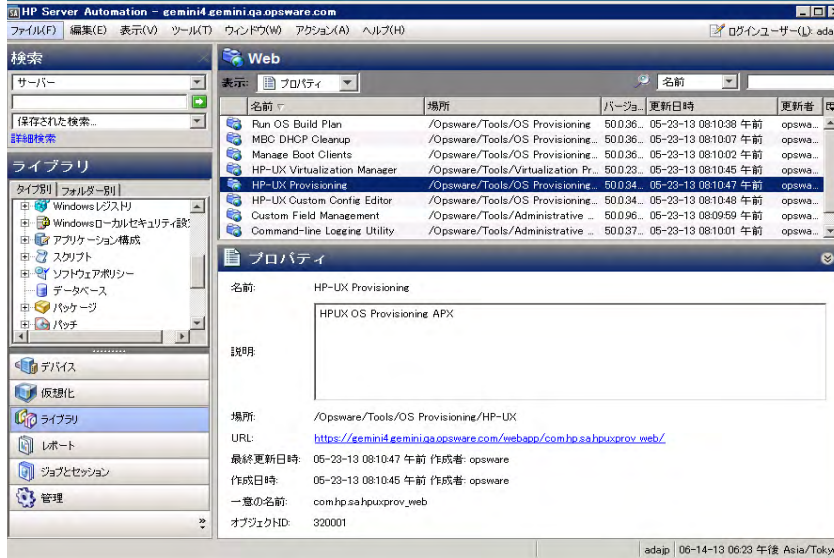 HP Server Automation - gemini4.gemini.qa.opsware.com
ファイル(F) 編集(E) 表示(V) ツール(T) ウィンドウ(W) アクション(A) ヘルプ(H) ログインユーザー(L): ada
検索
サーバー
保存された検索...
詳細検索
ライブラリ
タイプ別 フォルダー別
Windowsレジストリ
Windowsローカルセキュリティ設
アプリケーション構成
スクリプト
ソフトウェアポリシー
データベース
パッケージ
パッチ
デバイス
仮想化
ライブラリ
レポート
ジョブとセッション
管理
Web
表示: プロパティ 名前
名前 場所 バージョ... 更新日時 更新者
Run OS Build Plan /Opsware/Tools/OS Provisioning 50.0.36... 05-23-13 08:10:38 午前 opswa...
MBC DHCP Cleanup /Opsware/Tools/OS Provisioning... 50.0.36... 05-23-13 08:10:07 午前 opswa...
Manage Boot Clients /Opsware/Tools/OS Provisioning... 50.0.36... 05-23-13 08:10:02 午前 opswa...
HP-UX Virtualization Manager /Opsware/Tools/Virtualization Pr... 50.0.23... 05-23-13 08:10:45 午前 opswa...
HP-UX Provisioning /Opsware/Tools/OS Provisioning... 50.0.34... 05-23-13 08:10:47 午前 opswa...
HP-UX Custom Config Editor /Opsware/Tools/OS Provisioning... 50.0.34... 05-23-13 08:10:48 午前 opswa...
Custom Field Management /Opsware/Tools/Administrative ... 50.0.96... 05-23-13 08:09:59 午前 opswa...
Command-line Logging Utility /Opsware/Tools/Administrative ... 50.0.37... 05-23-13 08:10:01 午前 opswa...
プロパティ
名前: HP-UX Provisioning
説明: HPUX OS Provisioning APX
場所: /Opsware/Tools/OS Provisioning/HP-UX
URL: https://gemini4.gemini.qa.opsware.com/webapp/com.hp.sa.hpuxprov_web/
最終更新日時: 05-23-13 08:10:47 午前 作成者: opsware
作成日時: 05-23-13 08:10:45 午前 作成者: opsware
一意の名前: com.hp.sa.hpuxprov_web
オブジェクトID: 320001
adajp 06-14-13 06:23 午後 Asia/Tokyo